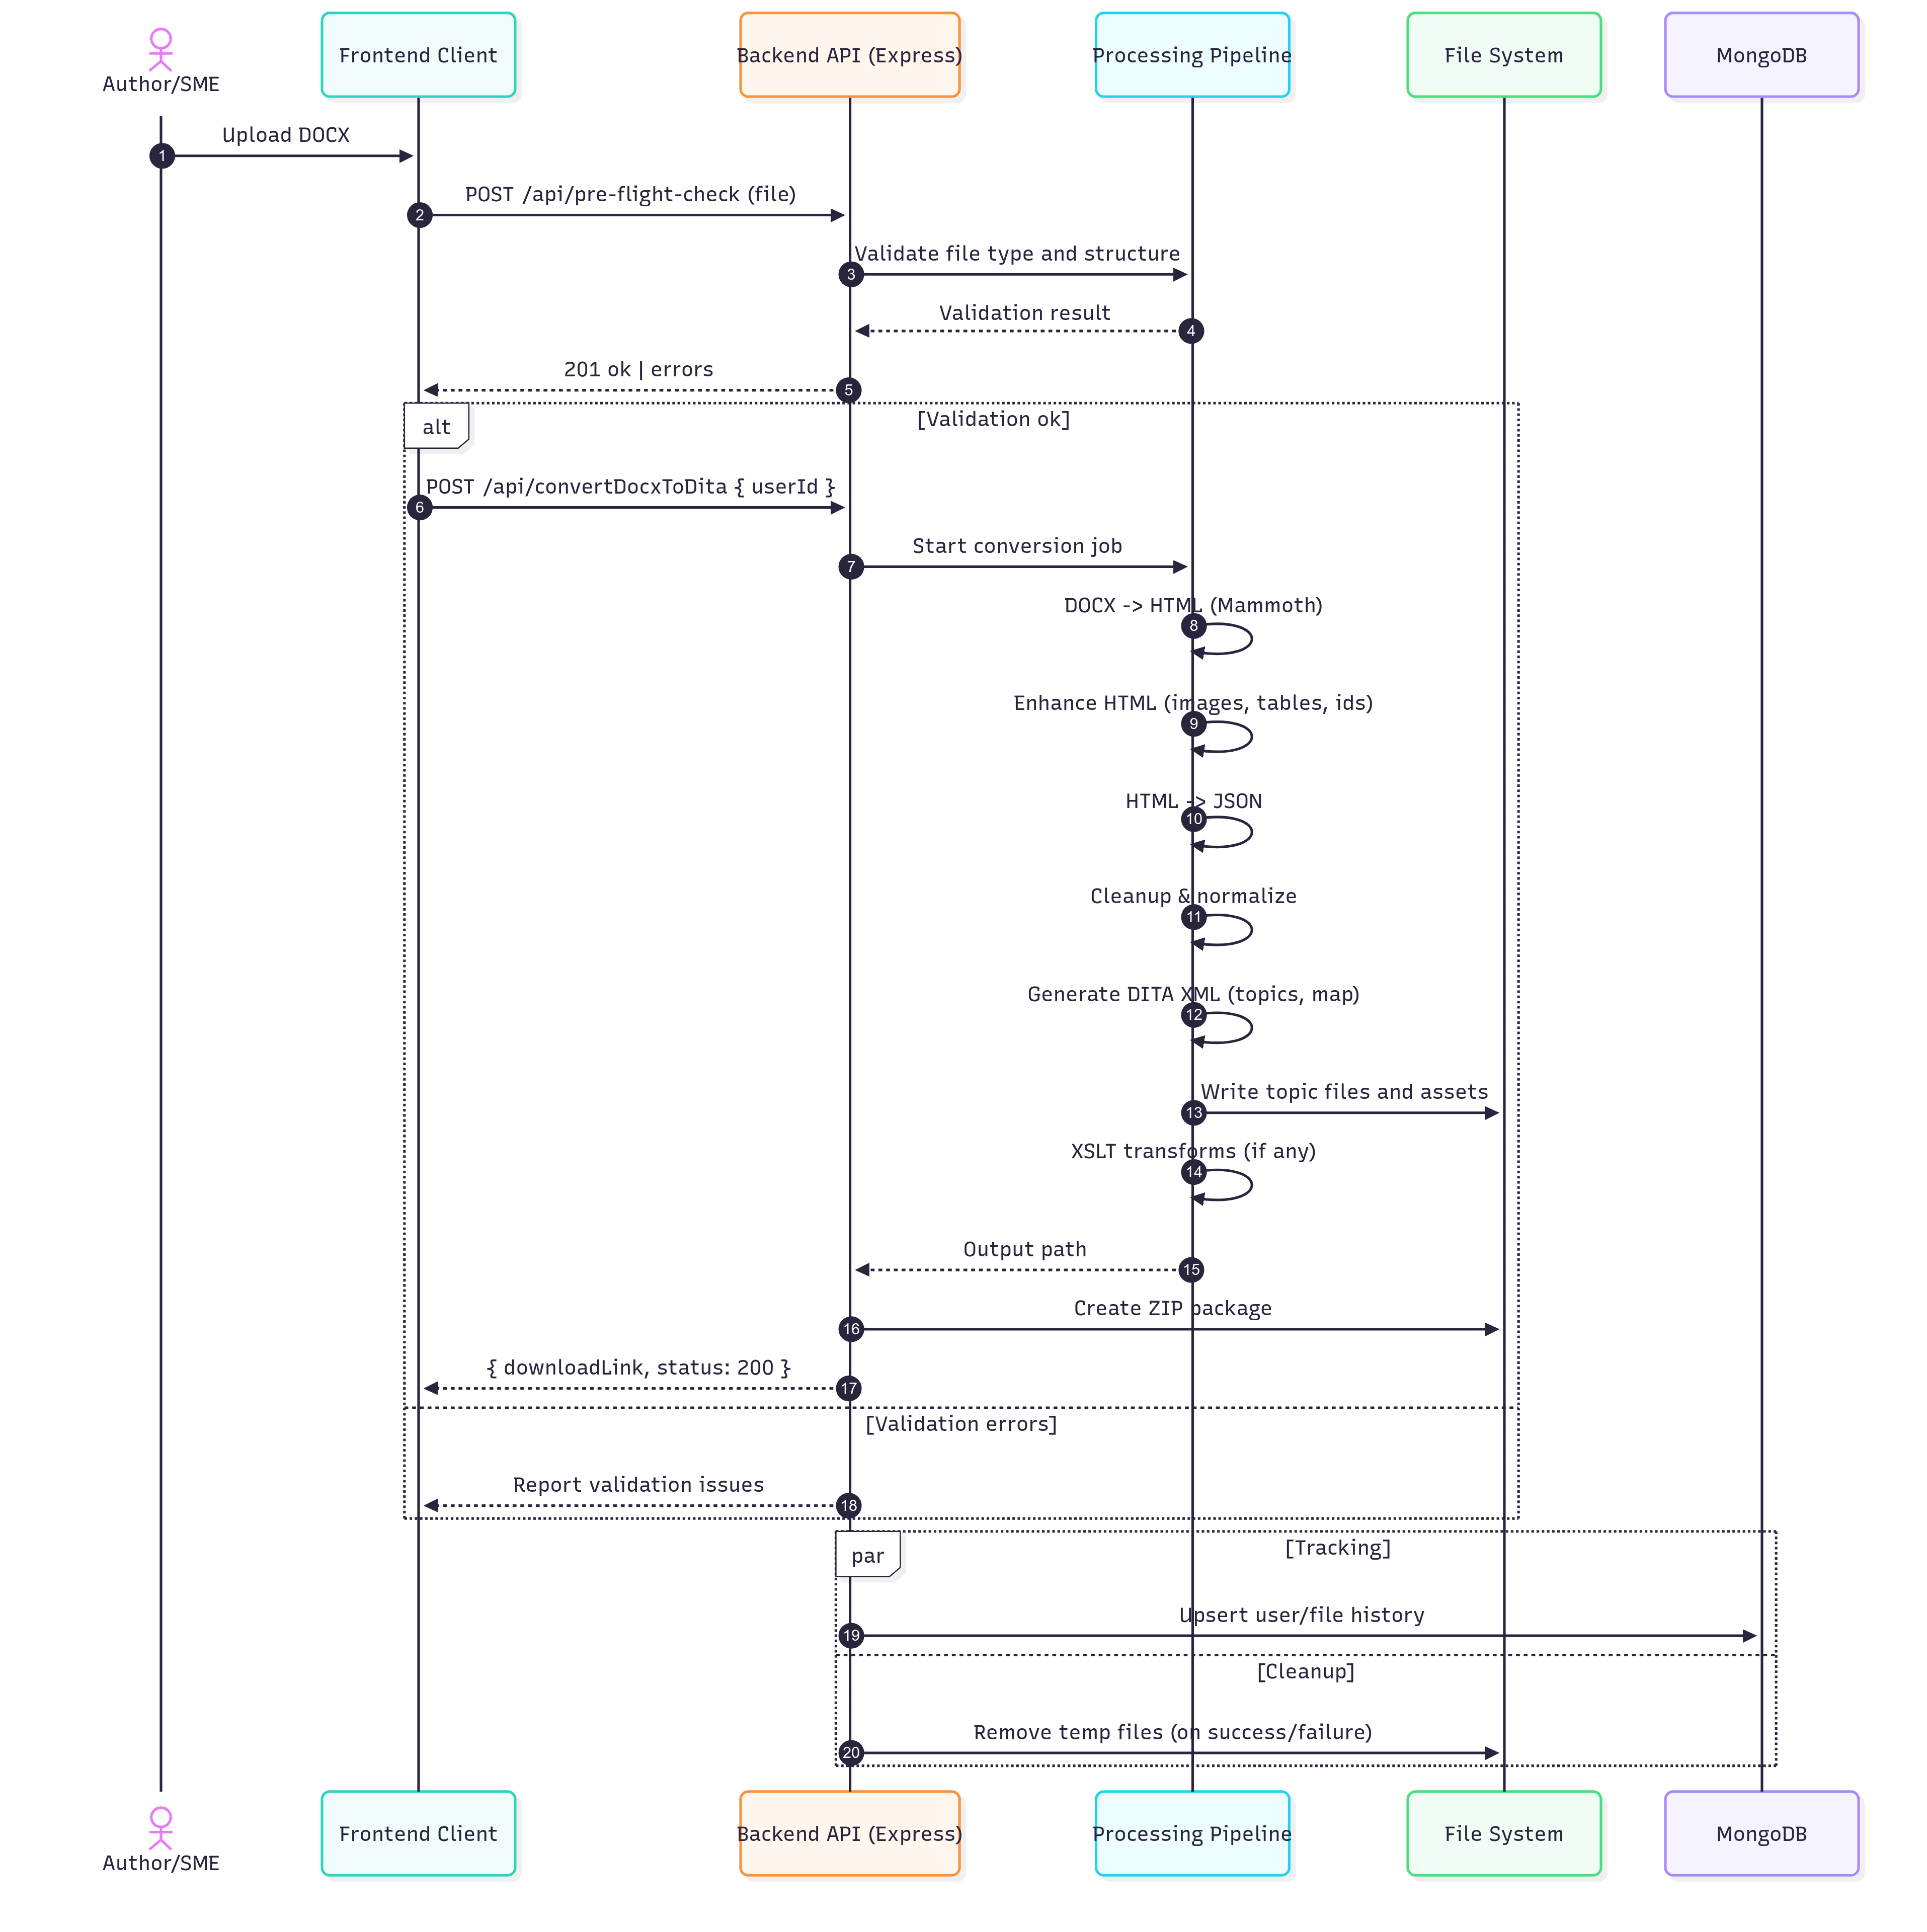 Author/SME
Frontend Client
Backend API (Express)
Processing Pipeline
File System
MongoDB
Upload DOCX
1
POST /api/pre-flight-check (file)
2
Validate file type and structure
3
Validation result
4
201 ok | errors
5
alt
[Validation ok]
POST /api/convertDocxToDita { userId }
6
Start conversion job
7
DOCX -> HTML (Mammoth)
8
Enhance HTML (images, tables, ids)
9
HTML -> JSON
10
Cleanup & normalize
11
Generate DITA XML (topics, map)
12
Write topic files and assets
13
XSLT transforms (if any)
14
Output path
15
Create ZIP package
16
{ downloadLink, status: 200 }
17
[Validation errors]
Report validation issues
18
par
[Tracking]
Upsert user/file history
19
[Cleanup]
Remove temp files (on success/failure)
20
Author/SME
Frontend Client
Backend API (Express)
Processing Pipeline
File System
MongoDB